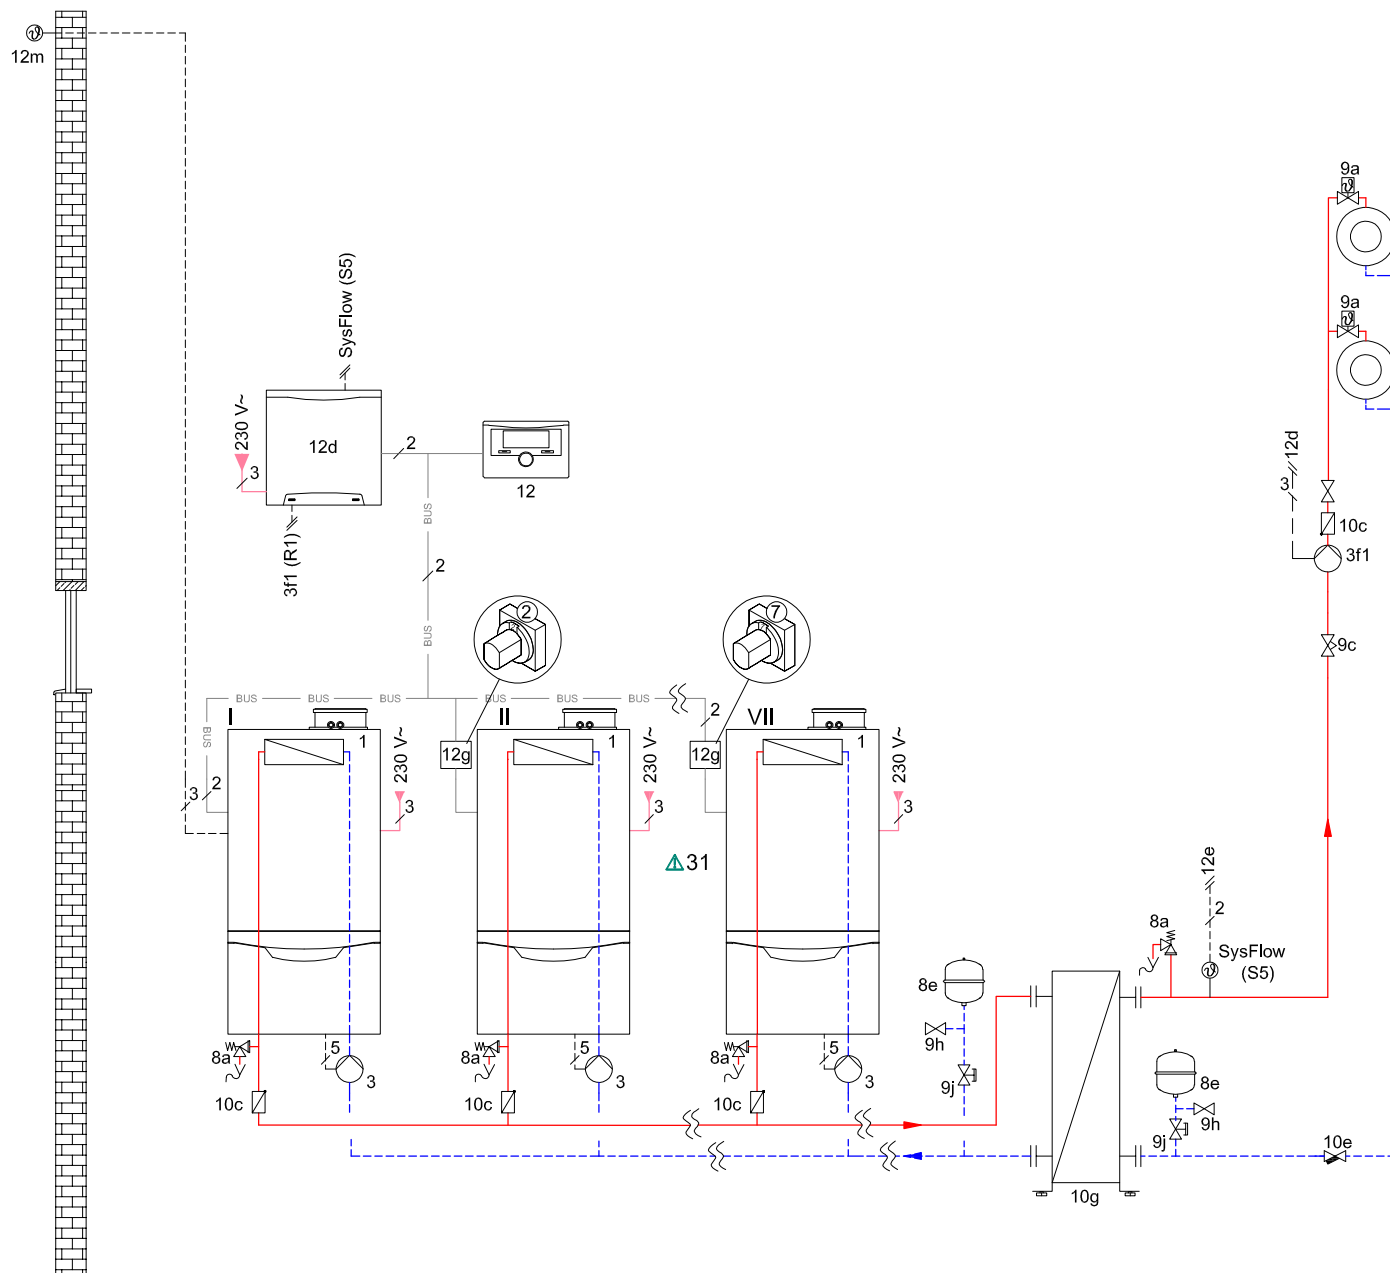 12m
9a
9a
SysFlow (S5)
230 V~
3
12d
2
12
BUS
3f1 (R1)
2
BUS
12d
3
10c
3f1
9c
2
7
BUS
BUS
BUS
BUS
BUS
BUS
I
II
VII
BUS
2
1
1
1
12g
12g
230 V~
230 V~
230 V~
3
2
3
3
3
31
12e
2
8a
SysFlow
(S5)
8e
9h
9j
8a
5
3
8a
5
3
8a
5
3
10c
10c
10c
8e
9h
9j
10e
10g